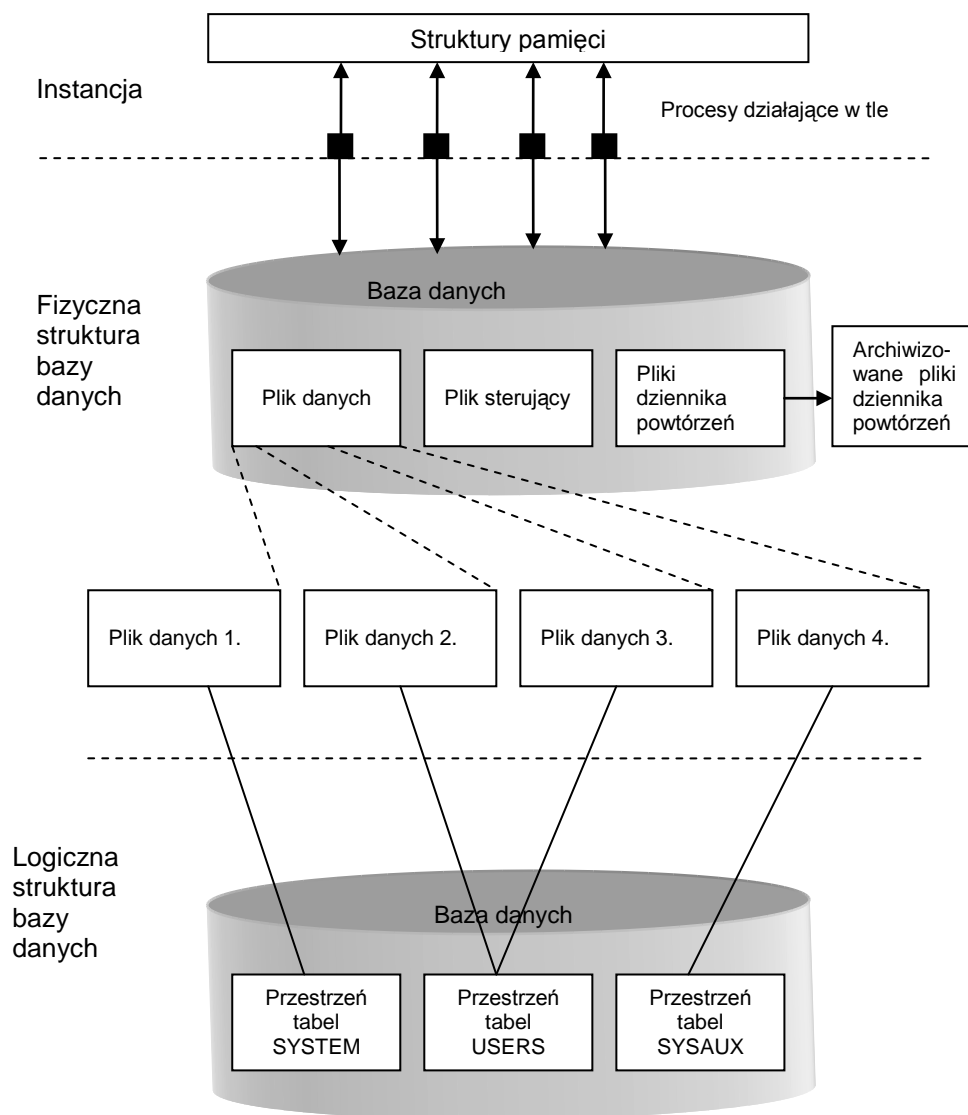 Struktury pamięci
Instancja
Procesy działające w tle
Baza danych
Fizyczna
struktura
bazy
danych
Plik danych
Plik sterujący
Pliki
dziennika
powtórzeń
Archiwizo-
wane pliki
dziennika
powtórzeń
Plik danych 1.
Plik danych 2.
Plik danych 3.
Plik danych 4.
Logiczna
struktura
bazy
danych
Baza danych
Przestrzeń
tabel
SYSTEM
Przestrzeń
tabel
USERS
Przestrzeń
tabel
SYSAUX